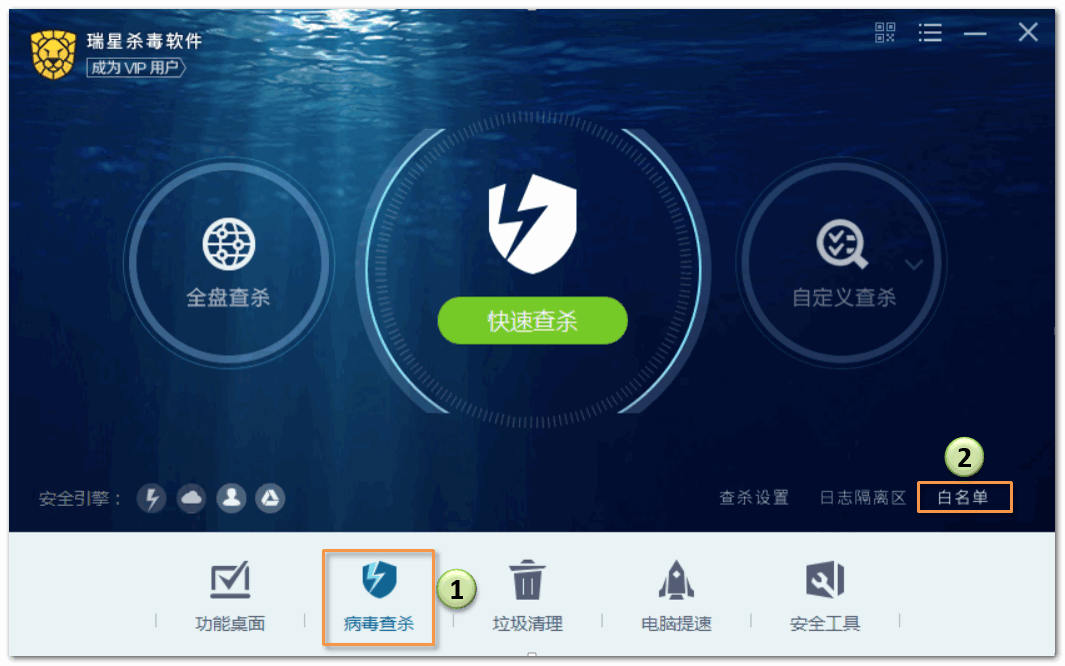 瑞星杀毒软件
成为 VIP 用户
全盘查杀
快速查杀
自定义查杀
2
安全引擎：
查杀设置
日志隔离区
白名单
1
功能桌面
病毒查杀
垃圾清理
电脑提速
安全工具